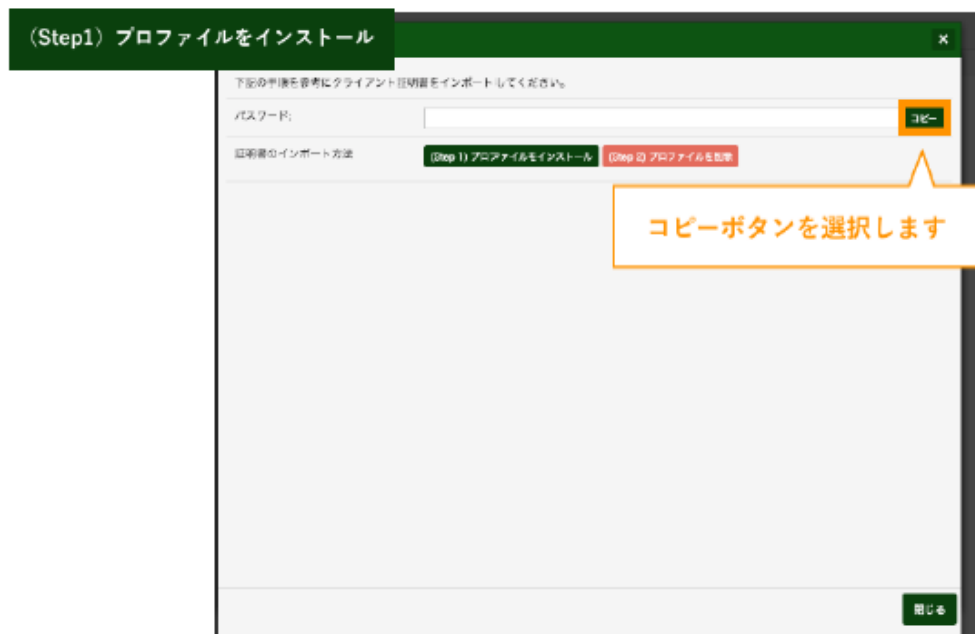 （Step1）プロファイルをインストール
×
下記の手順を参考にクライアント証明書をインポートしてください。
パスワード:
コピー
証明書のインポート方法
(Step 1) プロファイルをインストール
(Step 2) プロファイルを削除
コピーボタンを選択します
閉じる